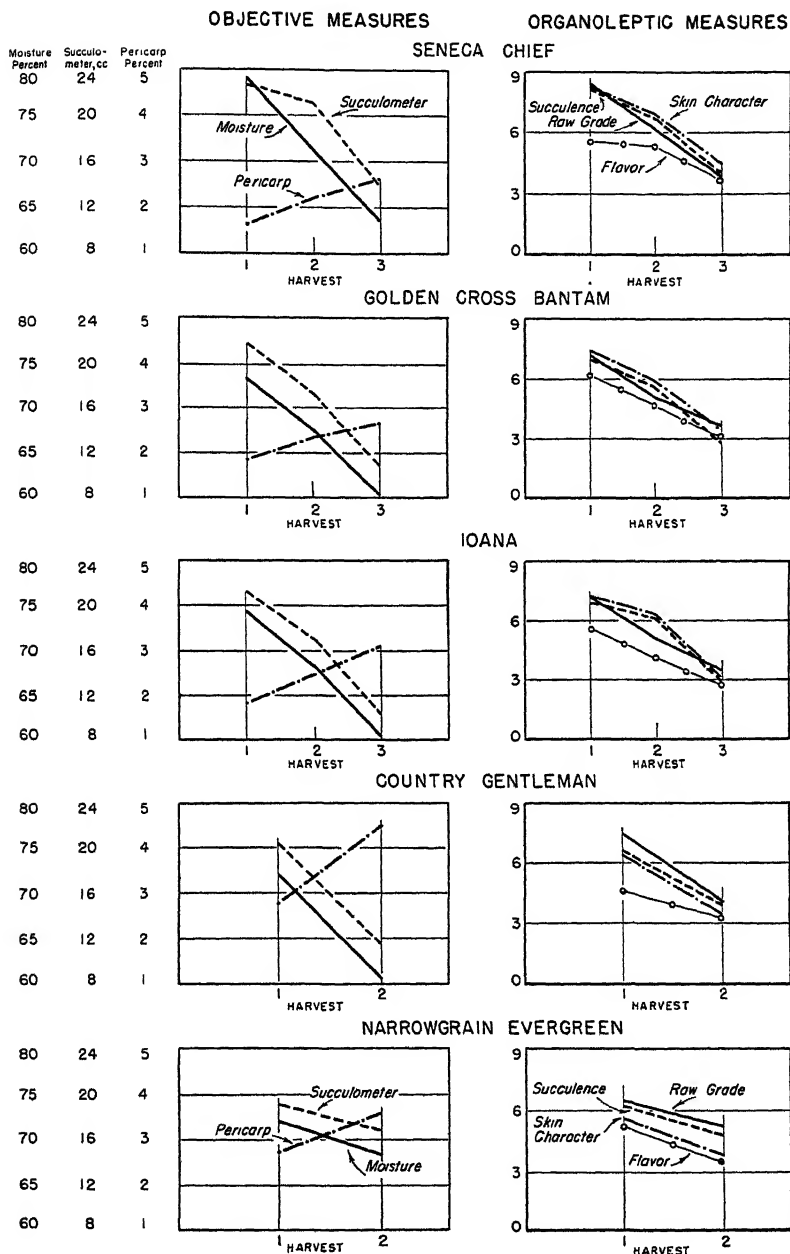 OBJECTIVE MEASURES ORGANOLEPTIC MEASURES
SENECA CHIEF
Moisture Percent Succulo-meter,cc Pericarp Percent
80 24 5
75 20 4
70 16 3
65 12 2
60 8 1
Succulometer
Moisture
Pericarp
1 2 3
HARVEST
9
6
3
0
Succulence
Raw Grade
Skin Character
Flavor
1 2 3
HARVEST
GOLDEN CROSS BANTAM
80 24 5
75 20 4
70 16 3
65 12 2
60 8 1
1 2 3
HARVEST
9
6
3
0
1 2 3
HARVEST
IOANA
80 24 5
75 20 4
70 16 3
65 12 2
60 8 1
1 2 3
HARVEST
9
6
3
0
1 2 3
HARVEST
COUNTRY GENTLEMAN
80 24 5
75 20 4
70 16 3
65 12 2
60 8 1
1 2
HARVEST
9
6
3
0
1 2
HARVEST
NARROWGRAIN EVERGREEN
80 24 5
75 20 4
70 16 3
65 12 2
60 8 1
Succulometer
Pericarp
Moisture
1 2
HARVEST
9
6
3
0
Succulence
Raw Grade
Skin Character
Flavor
1 2
HARVEST